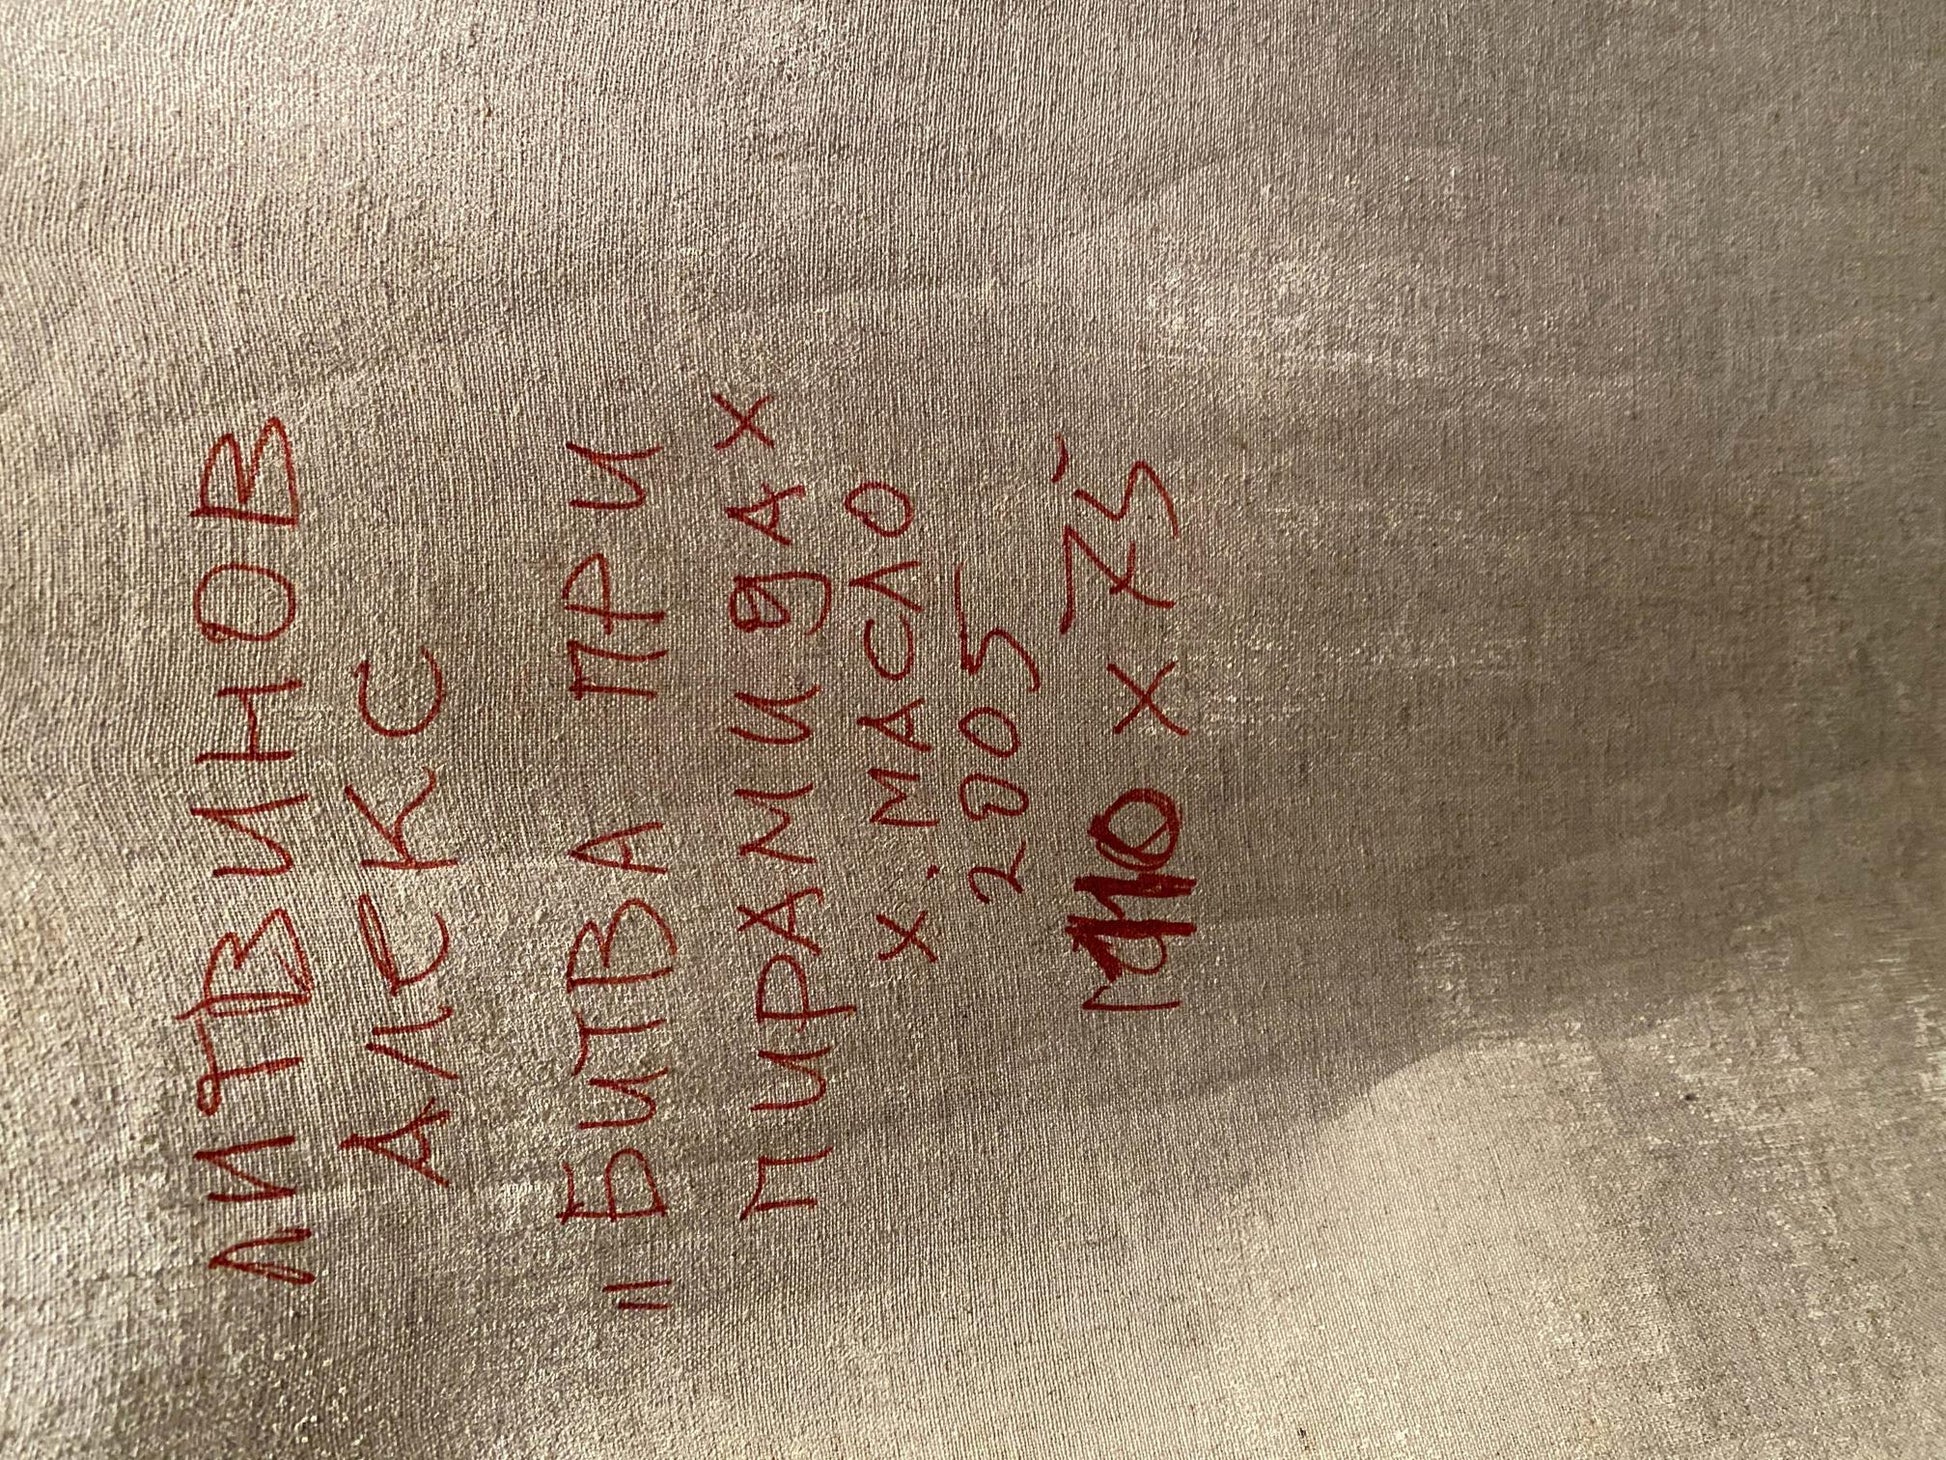 ЛИТВИНОВ
АЛЕКС
"БИТВА ПРИ
ПИРАМИДАХ
Х. МАСЛО
2005
110 Х 75